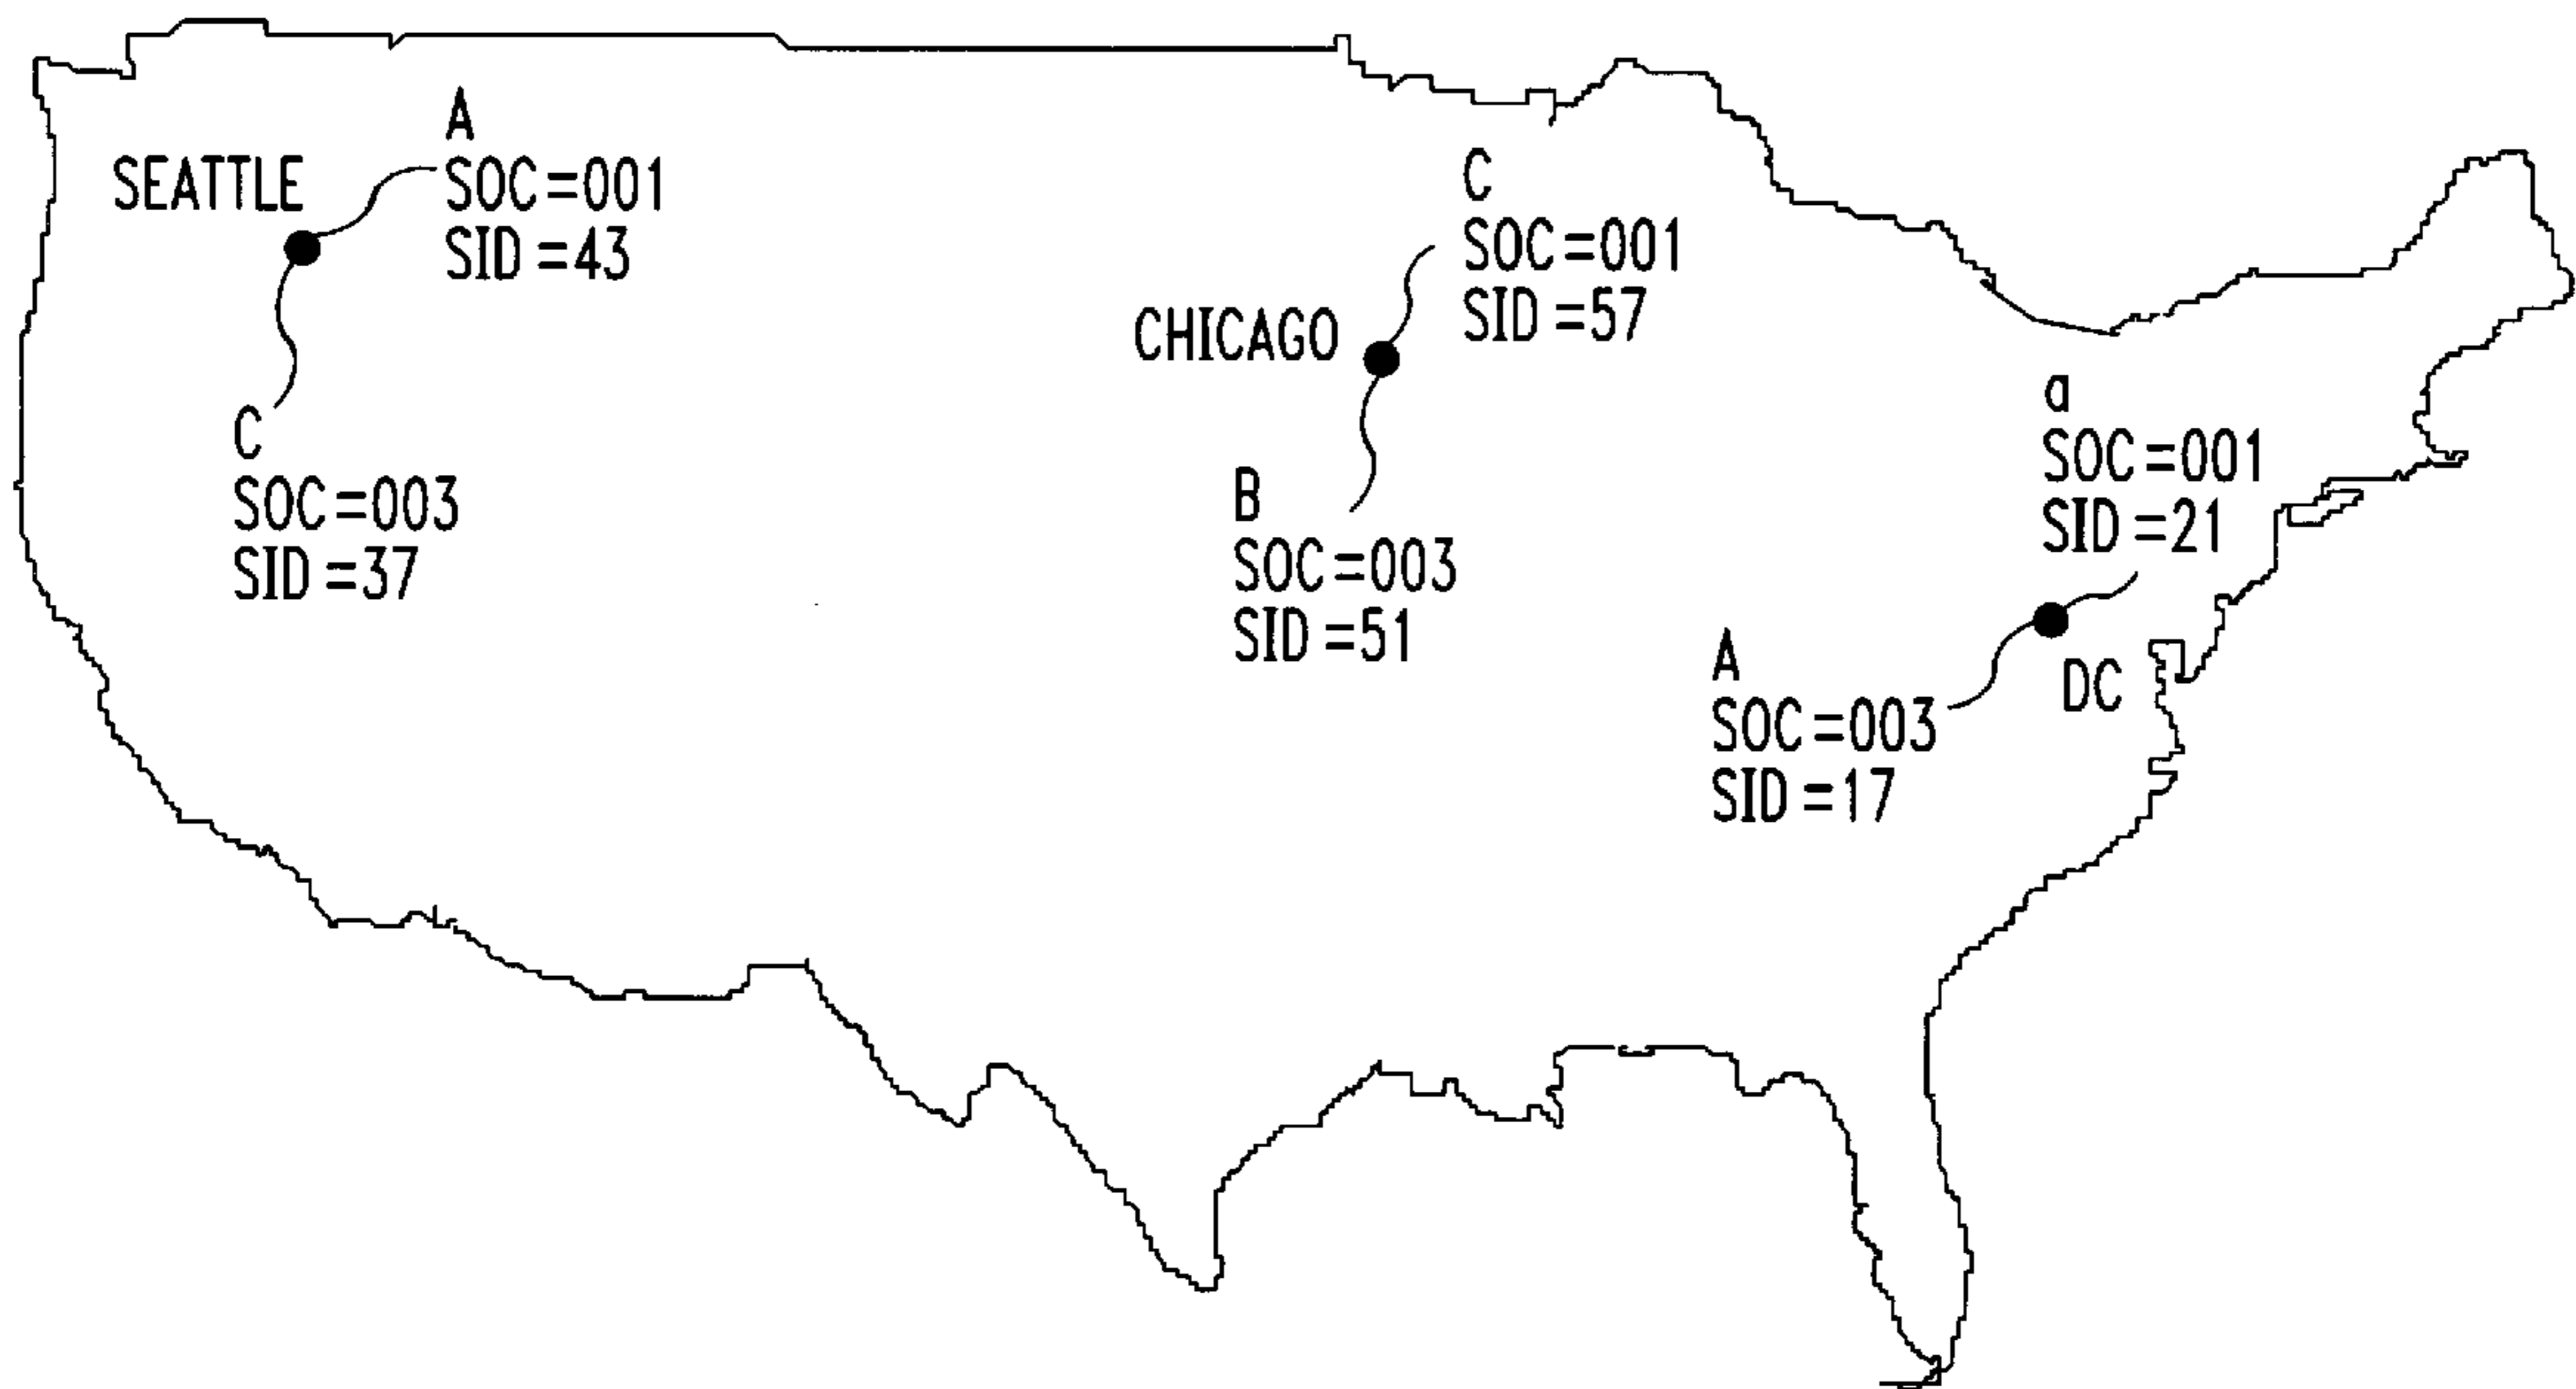 SEATTLE
A
SOC=001
SID=43
C
SOC=003
SID=37
CHICAGO
C
SOC=001
SID=57
B
SOC=003
SID=51
a
SOC=001
SID=21
A
SOC=003
SID=17
DC